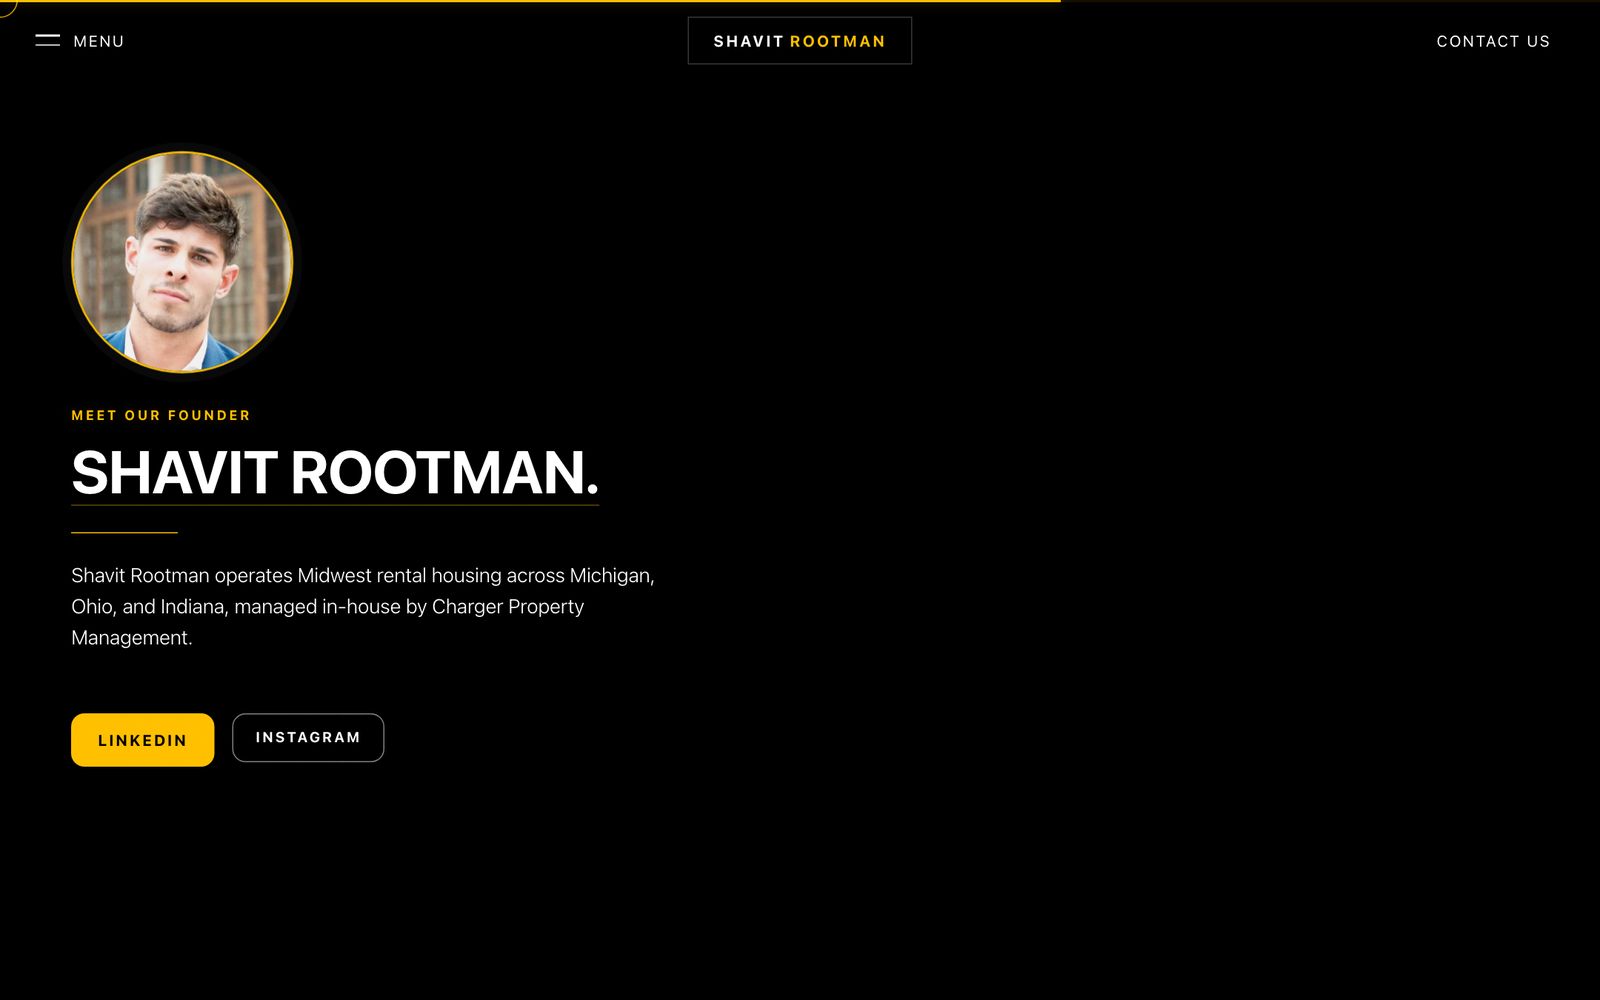 MENU
SHAVIT ROOTMAN
CONTACT US
MEET OUR FOUNDER
SHAVIT ROOTMAN.
Shavit Rootman operates Midwest rental housing across Michigan,
Ohio, and Indiana, managed in-house by Charger Property
Management.
LINKEDIN
INSTAGRAM